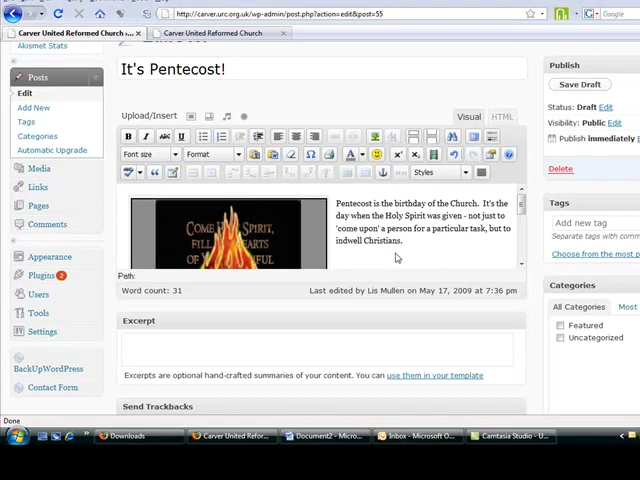 http://carver.urc.org.uk/wp-admin/post.php?action=edit&post=55
Google
Carver United Reformed Church ›...
Carver United Reformed Church
Akismet Stats
Posts
Edit
Add New
Tags
Categories
Automatic Upgrade
Media
Links
Pages
Comments
Appearance
Plugins 2
Users
Tools
Settings
BackUpWordPress
Contact Form
It's Pentecost!
Upload/Insert
Visual
HTML
B I ABC U
Font size
Format
Styles
COME HOLY SPIRIT,
Pentecost is the birthday of the Church. It's the
day when the Holy Spirit was given - not just to
'come upon' a person for a particular task, but to
indwell Christians.
Path:
Word count: 31
Last edited by Lis Mullen on May 17, 2009 at 7:36 pm
Excerpt
Excerpts are optional hand-crafted summaries of your content. You can use them in your template
Send Trackbacks
Publish
Save Draft
Status: Draft Edit
Visibility: Public Edit
Publish immediately
Delete
Tags
Add new tag
Separate tags with comm
Choose from the most p
Categories
All Categories
Most
Featured
Uncategorized
Done
Downloads
Carver United Refor...
Document2 - Micro...
Inbox - Microsoft O...
Camtasia Studio - U...